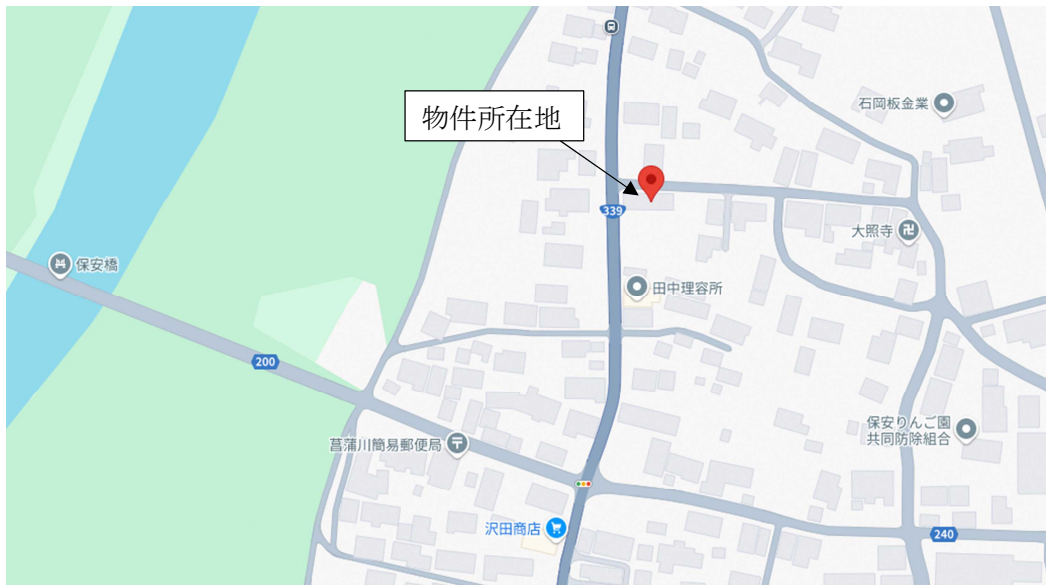 物件所在地
石岡板金業
339
大照寺
保安橋
田中理容所
200
保安りんご園
共同防除組合
菖蒲川簡易郵便局
沢田商店
240